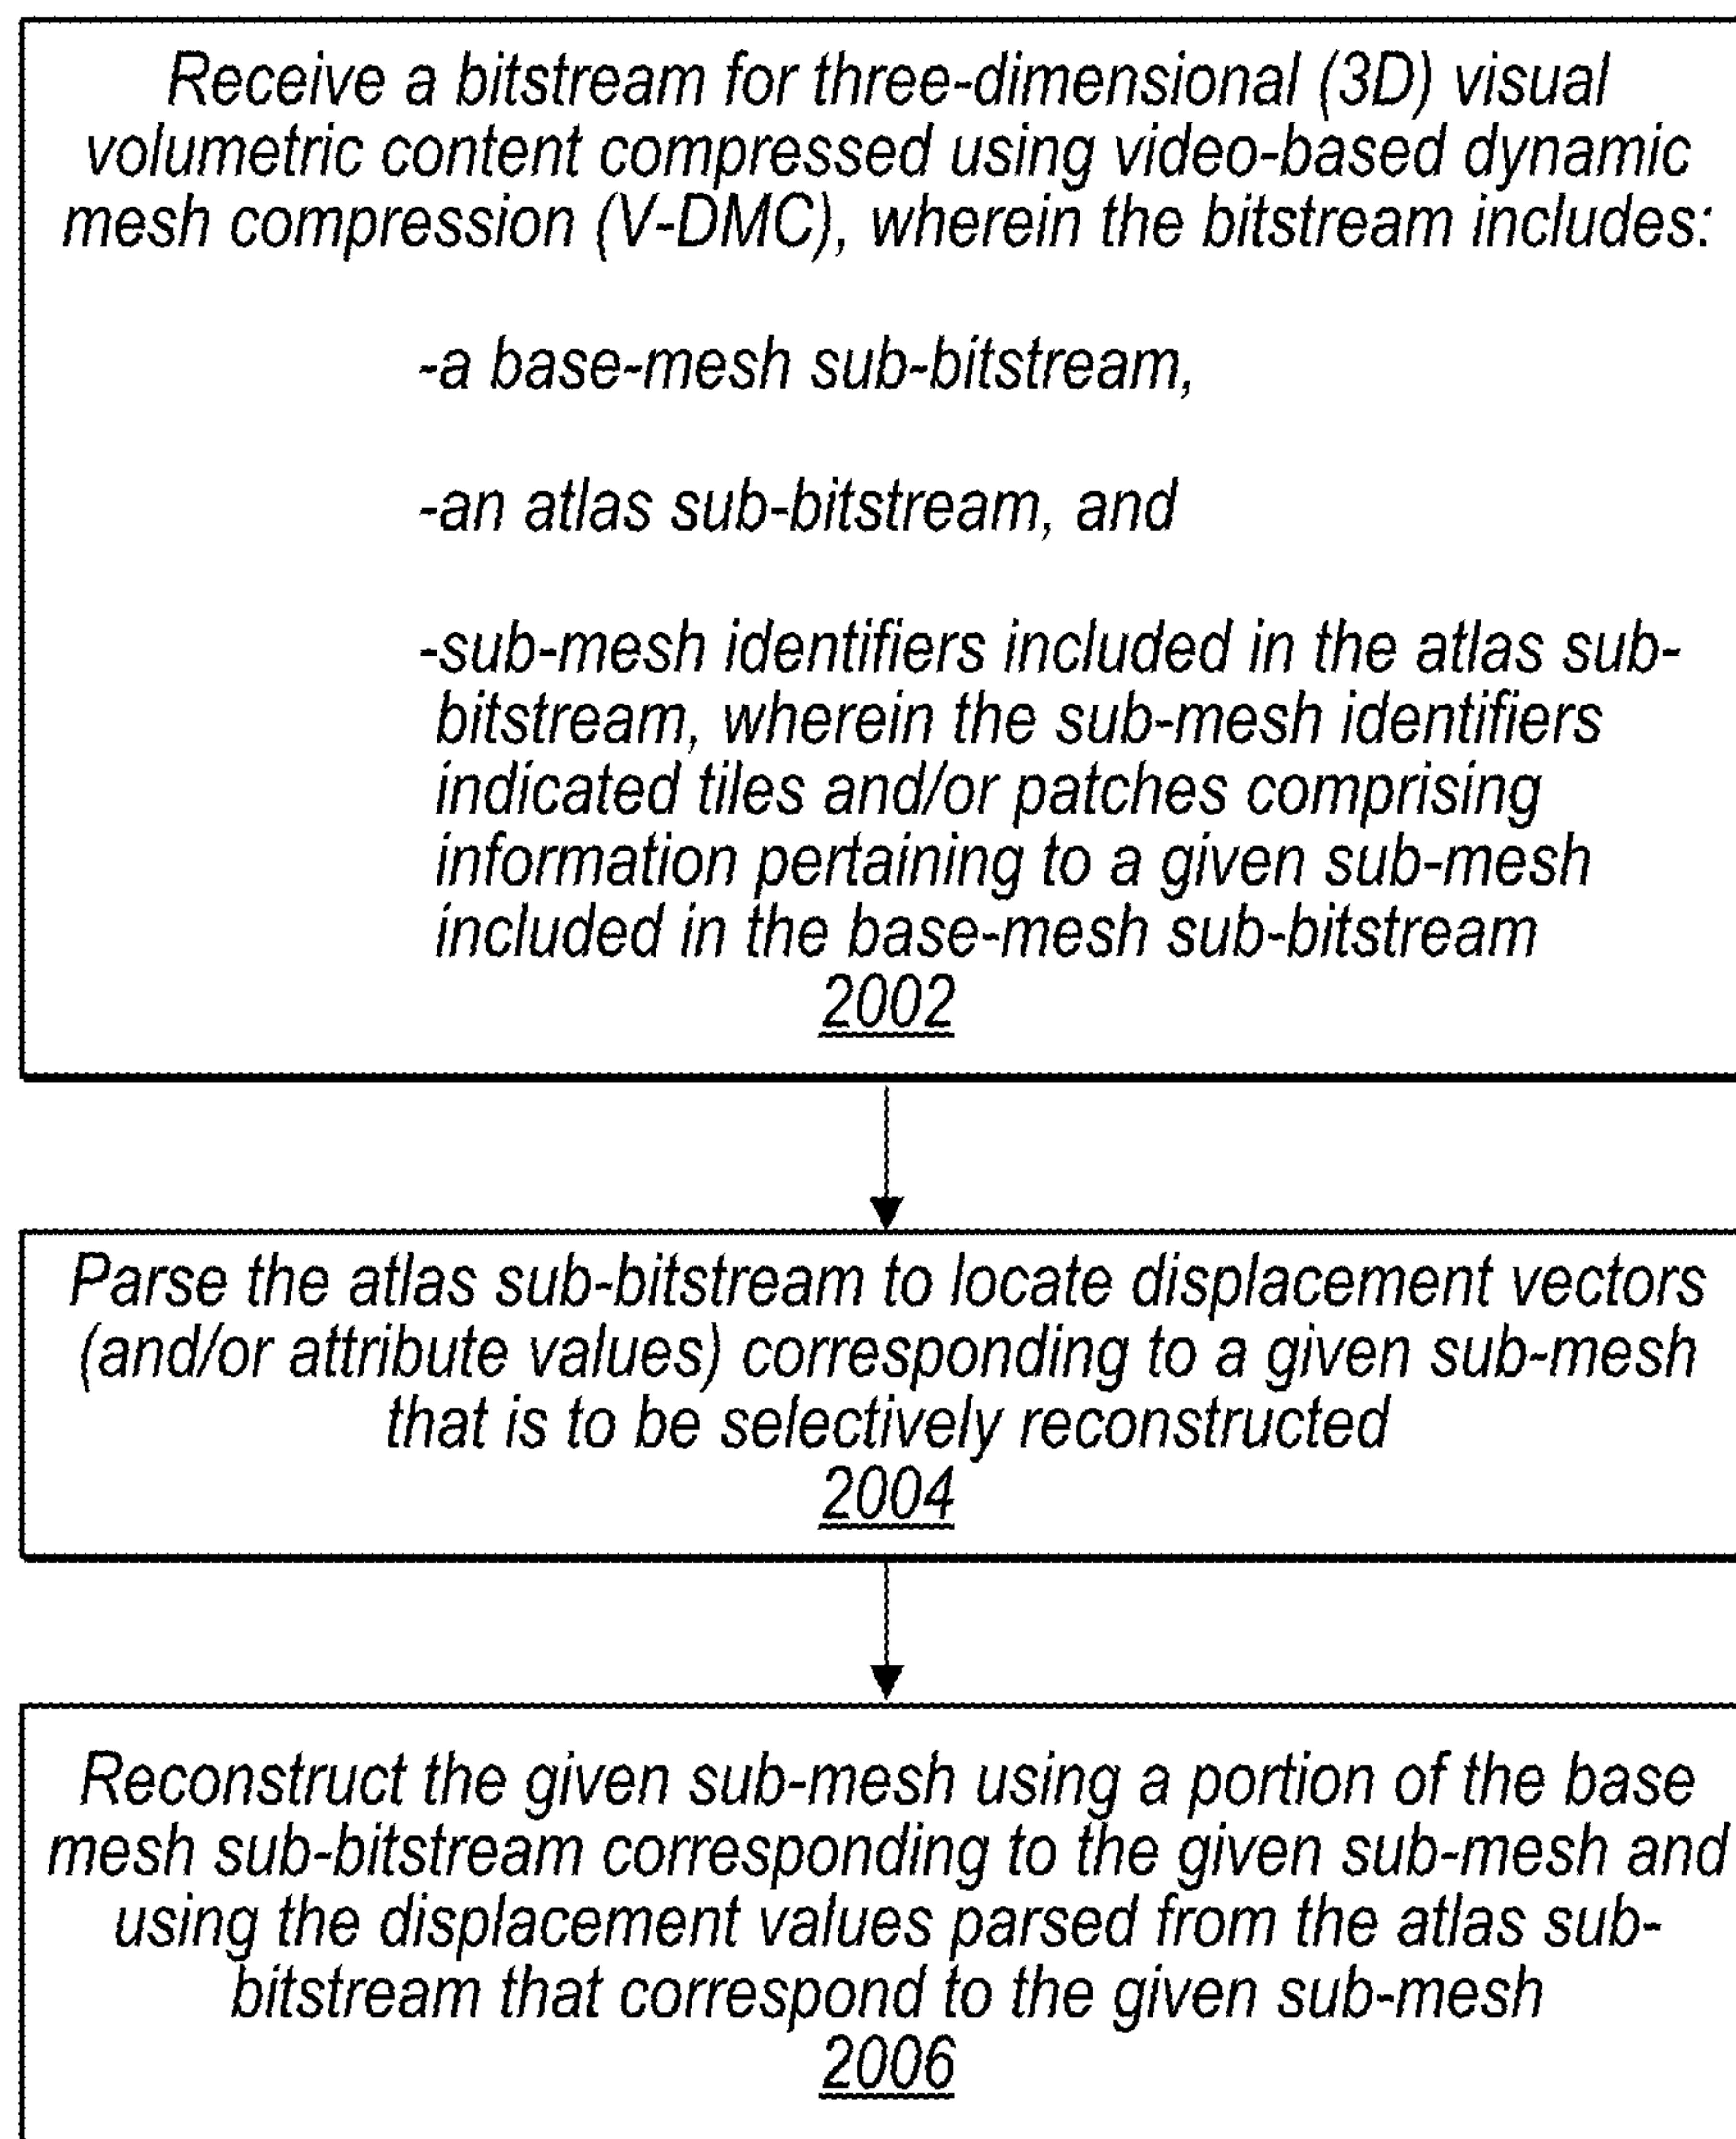 Receive a bitstream for three-dimensional (3D) visual
volumetric content compressed using video-based dynamic
mesh compression (V-DMC), wherein the bitstream includes:
-a base-mesh sub-bitstream,
-an atlas sub-bitstream, and
-sub-mesh identifiers included in the atlas sub-
bitstream, wherein the sub-mesh identifiers
indicated tiles and/or patches comprising
information pertaining to a given sub-mesh
included in the base-mesh sub-bitstream
2002
Parse the atlas sub-bitstream to locate displacement vectors
(and/or attribute values) corresponding to a given sub-mesh
that is to be selectively reconstructed
2004
Reconstruct the given sub-mesh using a portion of the base
mesh sub-bitstream corresponding to the given sub-mesh and
using the displacement values parsed from the atlas sub-
bitstream that correspond to the given sub-mesh
2006